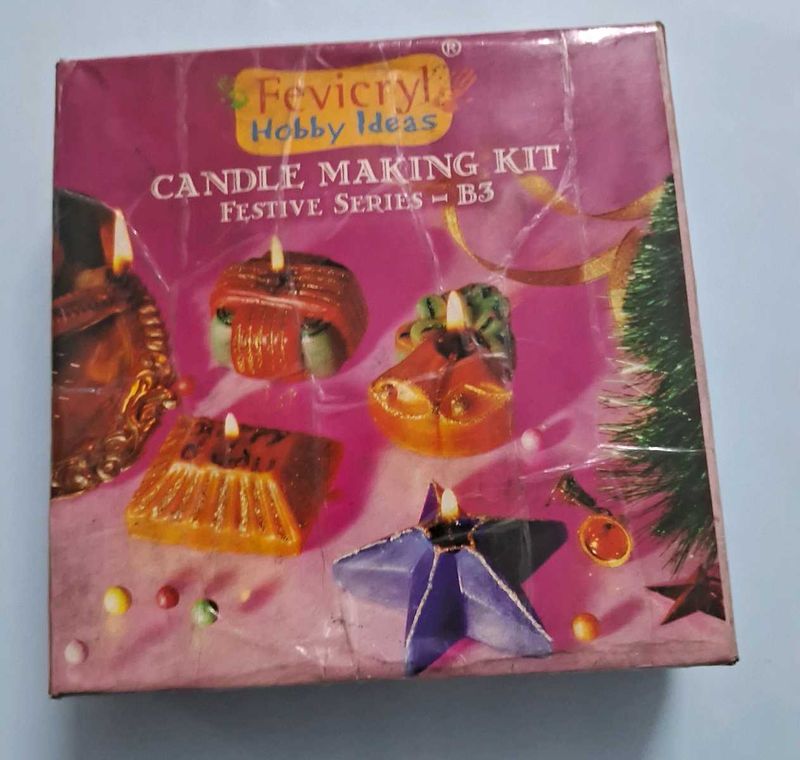 Fevicryl®
Hobby Ideas
CANDLE MAKING KIT
FESTIVE SERIES - B3